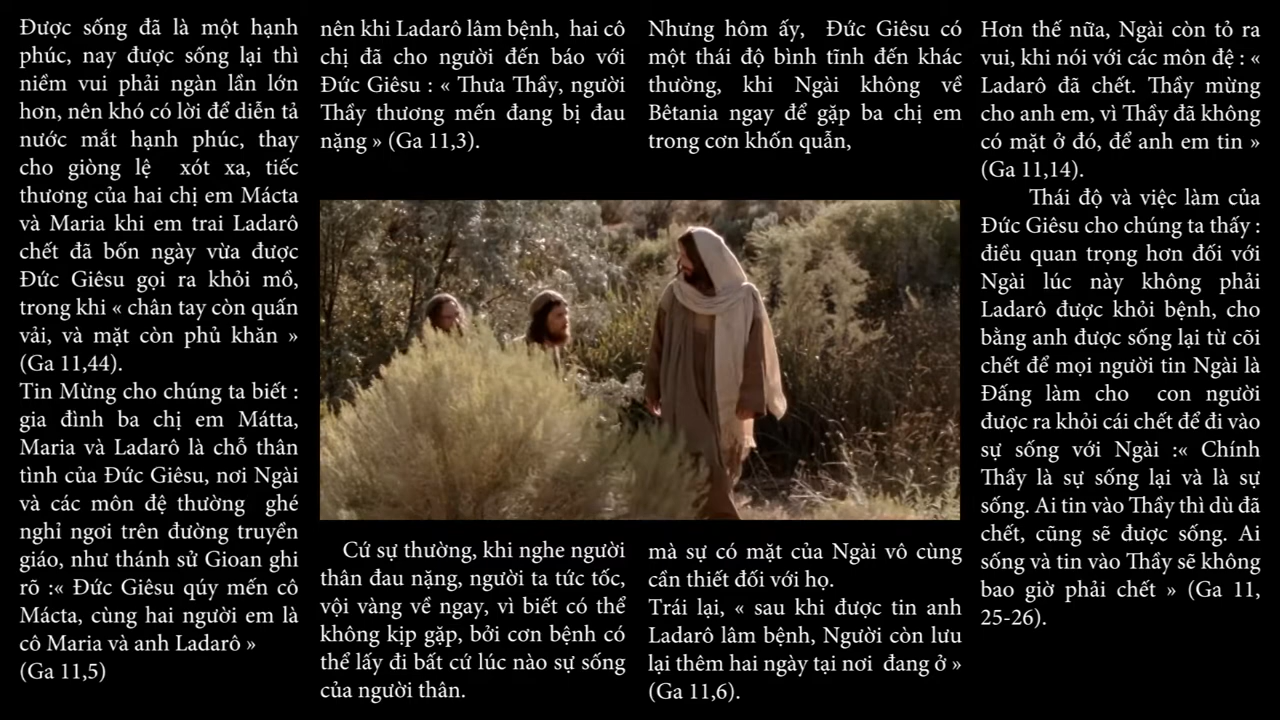 Được sống đã là một hạnh
phúc, nay được sống lại thì
niềm vui phải ngàn lần lớn
hơn, nên khó có lời để diễn tả
nước mắt hạnh phúc, thay
cho giòng lệ xót xa, tiếc
thương của hai chị em Mácta
và Maria khi em trai Ladarô
chết đã bốn ngày vừa được
Đức Giêsu gọi ra khỏi mồ,
trong khi « chân tay còn quấn
vải, và mặt còn phủ khăn »
(Ga 11,44).
Tin Mừng cho chúng ta biết :
gia đình ba chị em Mátta,
Maria và Ladarô là chỗ thân
tình của Đức Giêsu, nơi Ngài
và các môn đệ thường ghé
nghỉ ngơi trên đường truyền
giáo, như thánh sử Gioan ghi
rõ :« Đức Giêsu qúy mến cô
Mácta, cùng hai người em là
cô Maria và anh Ladarô »
(Ga 11,5)
nên khi Ladarô lâm bệnh, hai cô
chị đã cho người đến báo với
Đức Giêsu : « Thưa Thầy, người
Thầy thương mến đang bị đau
nặng » (Ga 11,3).
Cứ sự thường, khi nghe người
thân đau nặng, người ta tức tốc,
vội vàng về ngay, vì biết có thể
không kịp gặp, bởi cơn bệnh có
thể lấy đi bất cứ lúc nào sự sống
của người thân.
Nhưng hôm ấy, Đức Giêsu có
một thái độ bình tĩnh đến khác
thường, khi Ngài không về
Bêtania ngay để gặp ba chị em
trong cơn khốn quẫn,
mà sự có mặt của Ngài vô cùng
cần thiết đối với họ.
Trái lại, « sau khi được tin anh
Ladarô lâm bệnh, Người còn lưu
lại thêm hai ngày tại nơi đang ở »
(Ga 11,6).
Hơn thế nữa, Ngài còn tỏ ra
vui, khi nói với các môn đệ : «
Ladarô đã chết. Thầy mừng
cho anh em, vì Thầy đã không
có mặt ở đó, để anh em tin »
(Ga 11,14).
Thái độ và việc làm của
Đức Giêsu cho chúng ta thấy :
điều quan trọng hơn đối với
Ngài lúc này không phải
Ladarô được khỏi bệnh, cho
bằng anh được sống lại từ cõi
chết để mọi người tin Ngài là
Đấng làm cho con người
được ra khỏi cái chết để đi vào
sự sống với Ngài :« Chính
Thầy là sự sống lại và là sự
sống. Ai tin vào Thầy thì dù đã
chết, cũng sẽ được sống. Ai
sống và tin vào Thầy sẽ không
bao giờ phải chết » (Ga 11,
25-26).